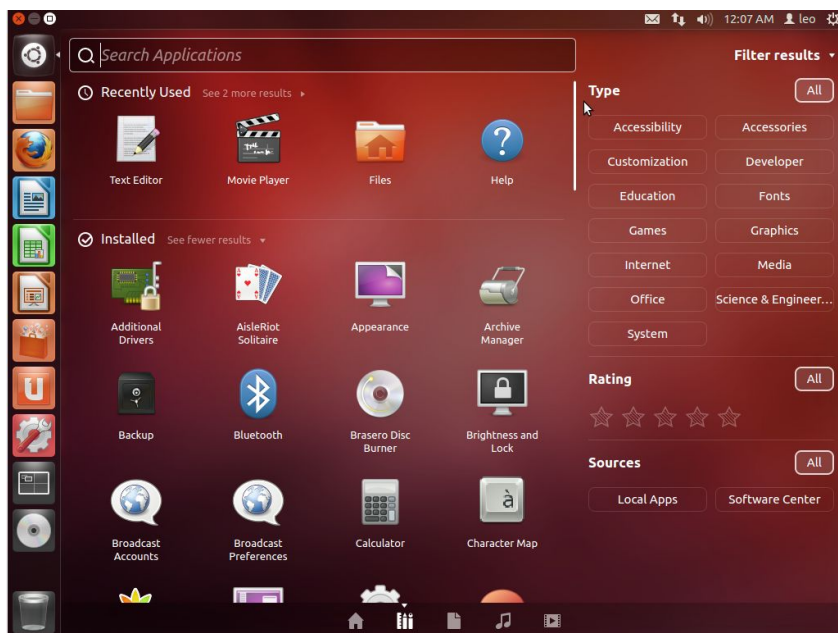 12:07 AM leo
Search Applications
Filter results
Recently Used See 2 more results
Type All
Text Editor
Movie Player
Files
Help
Accessibility
Accessories
Customization
Developer
Education
Fonts
Games
Graphics
Internet
Media
Office
Science & Engineer...
System
Installed See fewer results
Additional
Drivers
AisleRiot
Solitaire
Appearance
Archive
Manager
Rating All
Backup
Bluetooth
Brasero Disc
Burner
Brightness and
Lock
Sources All
Local Apps
Software Center
Broadcast
Accounts
Broadcast
Preferences
Calculator
à
Character Map